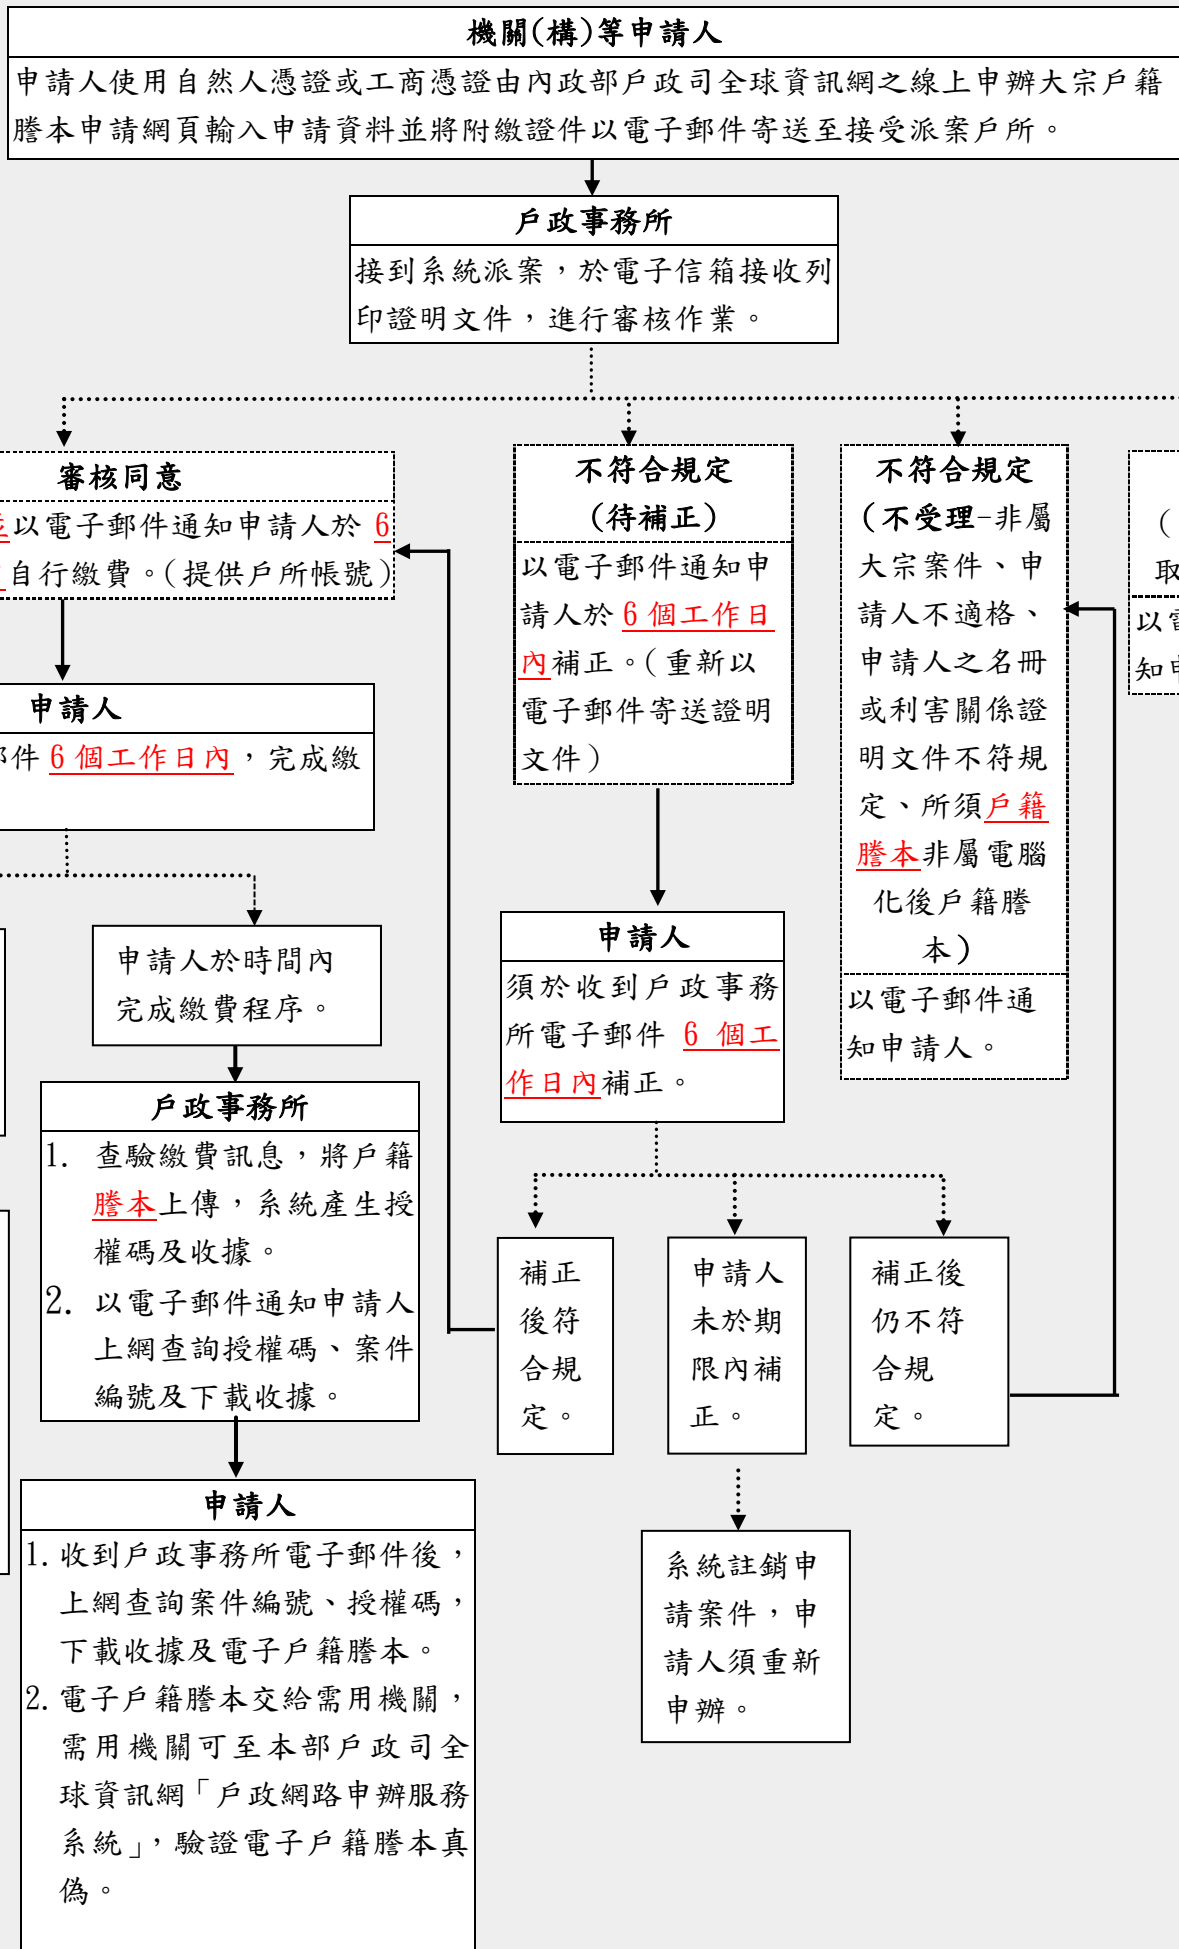 機關(構)等申請人
申請人使用自然人憑證或工商憑證由內政部戶政司全球資訊網之線上申辦大宗戶籍
謄本申請網頁輸入申請資料並將附繳證件以電子郵件寄送至接受派案戶所。
戶政事務所
接到系統派案，於電子信箱接收列
印證明文件，進行審核作業。
審核同意
以電子郵件通知申請人於 6
自行繳費。(提供戶所帳號)
申請人
郵件 6 個工作日內，完成繳
申請人於時間內
完成繳費程序。
戶政事務所
1. 查驗繳費訊息，將戶籍
謄本上傳，系統產生授
權碼及收據。
2. 以電子郵件通知申請人
上網查詢授權碼、案件
編號及下載收據。
申請人
1. 收到戶政事務所電子郵件後，
上網查詢案件編號、授權碼，
下載收據及電子戶籍謄本。
2. 電子戶籍謄本交給需用機關，
需用機關可至本部戶政司全
球資訊網「戶政網路申辦服務
系統」，驗證電子戶籍謄本真
偽。
不符合規定
(待補正)
以電子郵件通知申
請人於 6 個工作日
內補正。(重新以
電子郵件寄送證明
文件)
申請人
須於收到戶政事務
所電子郵件 6 個工
作日內補正。
補正
後符
合規
定。
申請人
未於期
限內補
正。
系統註銷申
請案件，申
請人須重新
申辦。
補正後
仍不符
合規
定。
不符合規定
(不受理-非屬
大宗案件、申
請人不適格、
申請人之名冊
或利害關係證
明文件不符規
定、所須戶籍
謄本非屬電腦
化後戶籍謄
本)
以電子郵件通
知申請人。
(
取
以電
知申